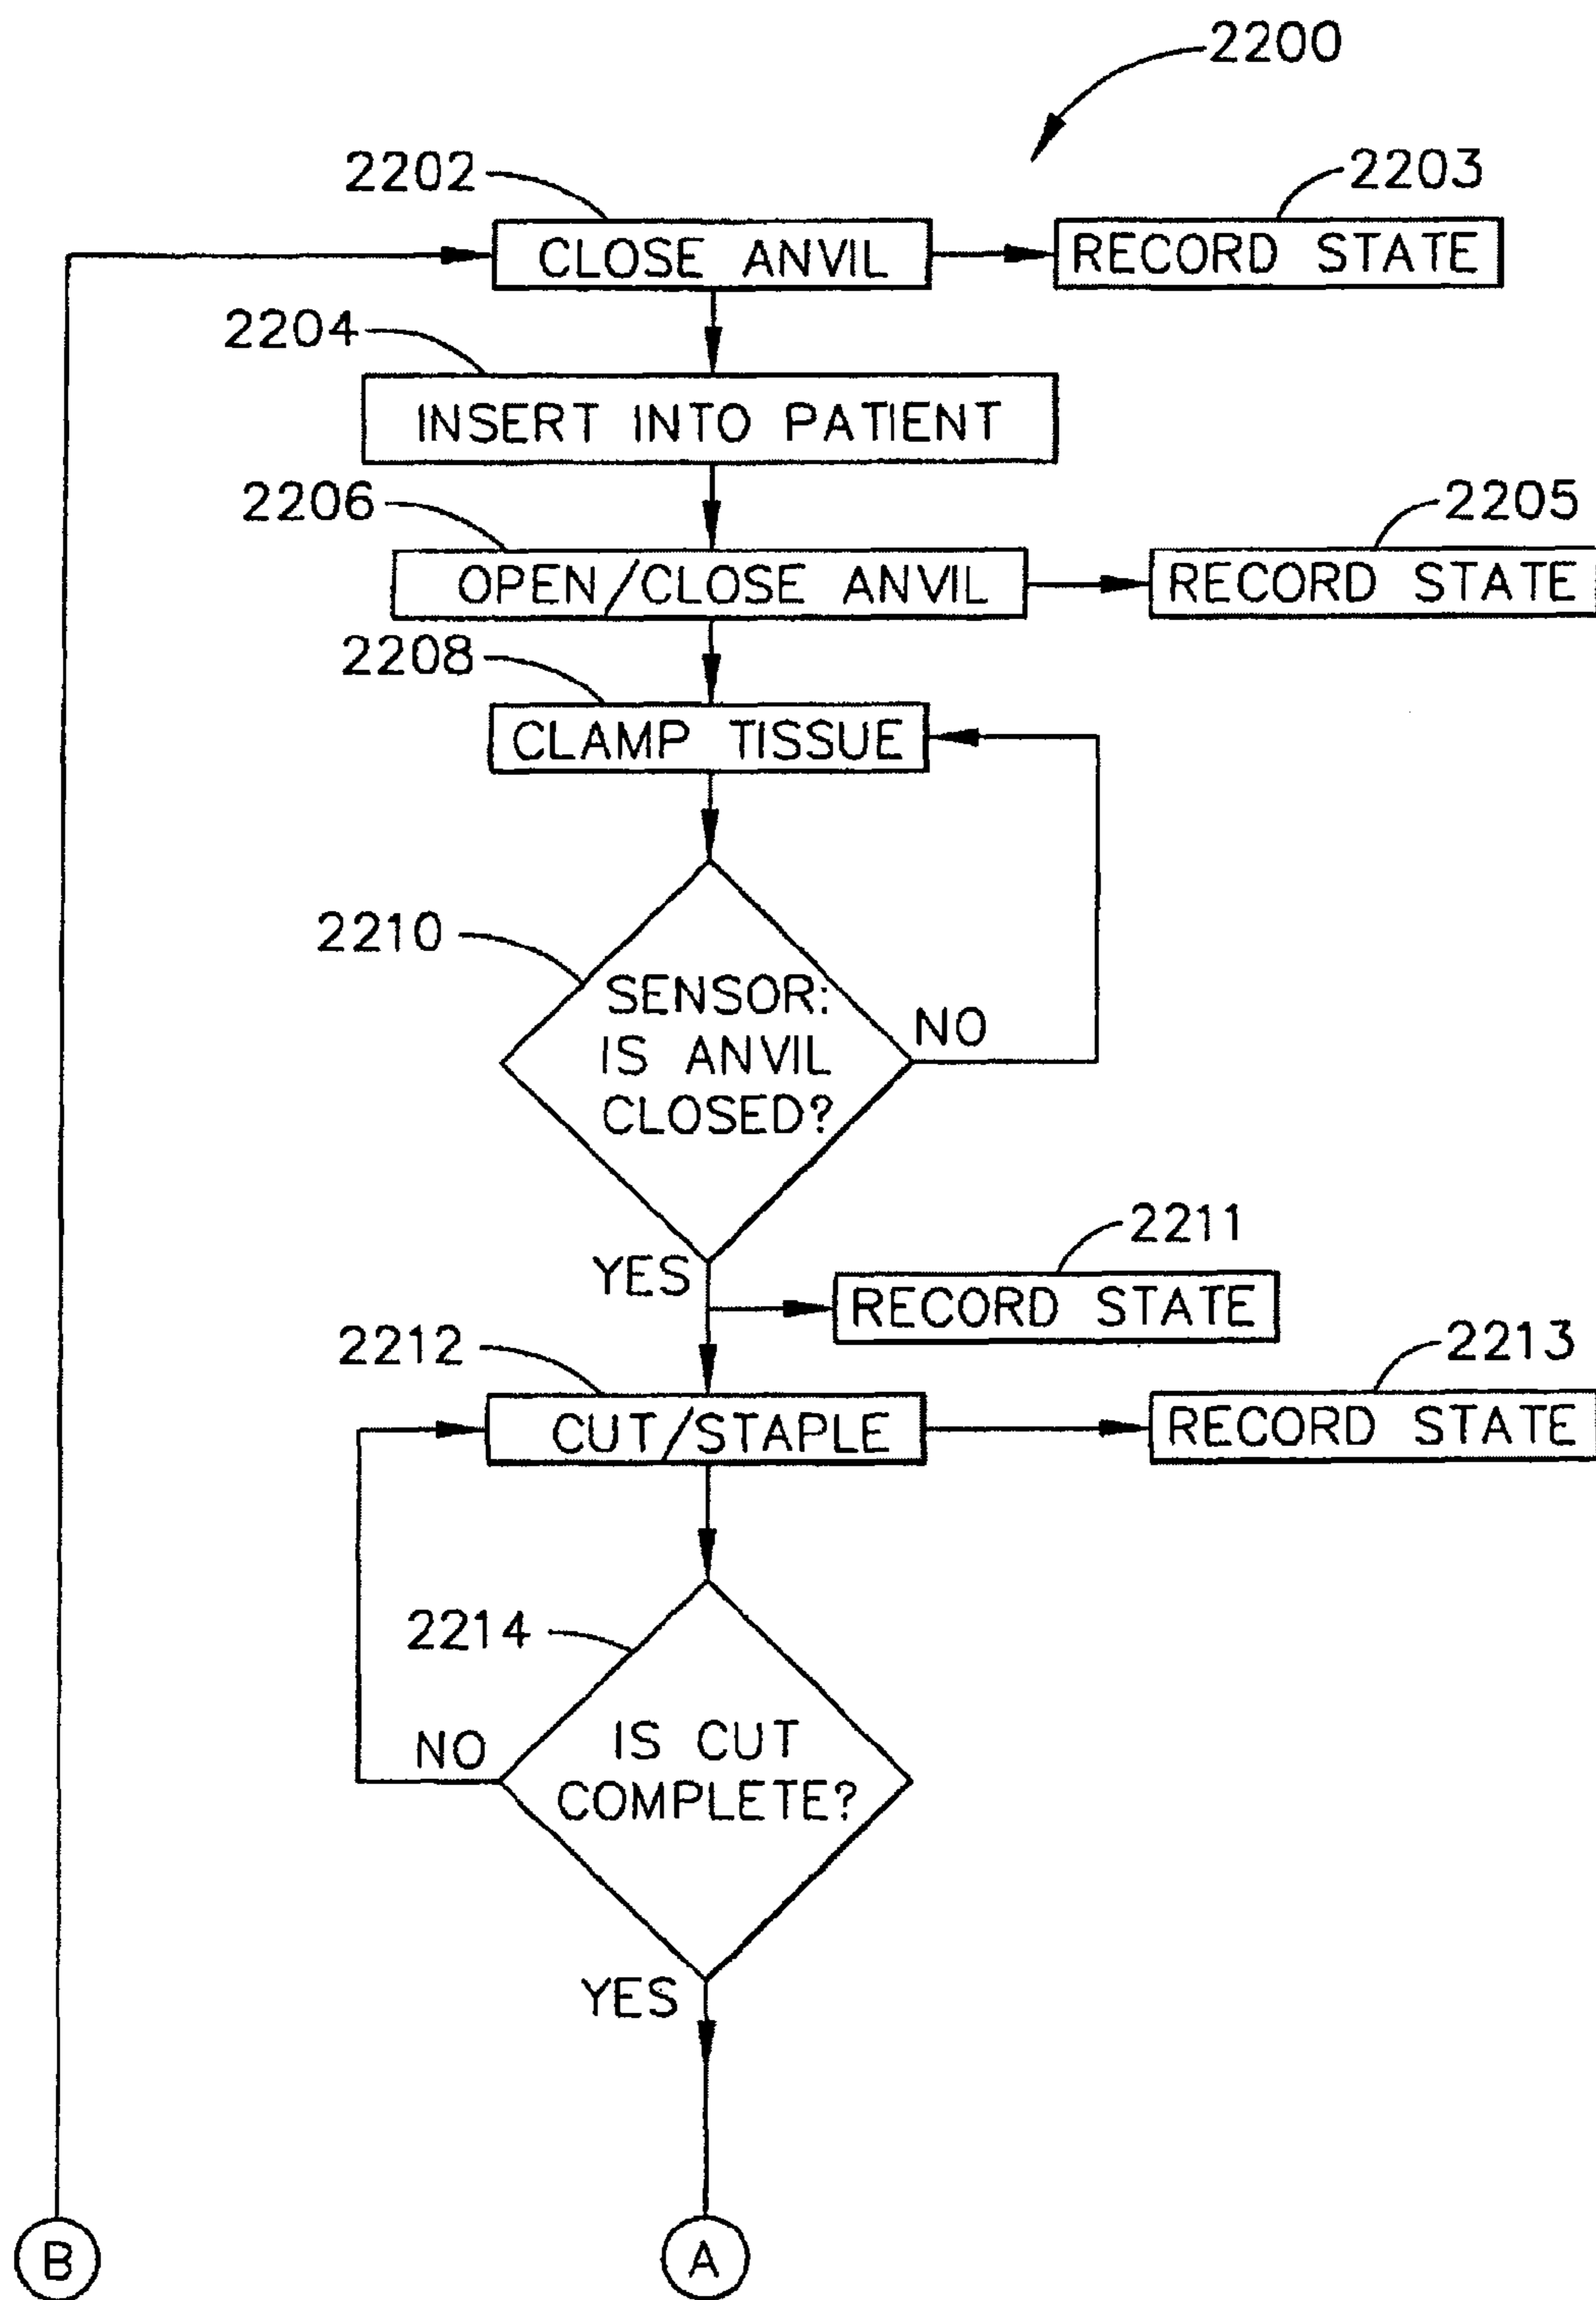 2200
2202
2203
CLOSE ANVIL
RECORD STATE
2204
INSERT INTO PATIENT
2206
2205
OPEN/CLOSE ANVIL
RECORD STATE
2208
CLAMP TISSUE
2210
SENSOR:
IS ANVIL
CLOSED?
NO
YES
2211
RECORD STATE
2212
2213
CUT/STAPLE
RECORD STATE
2214
NO
IS CUT
COMPLETE?
YES
B
A